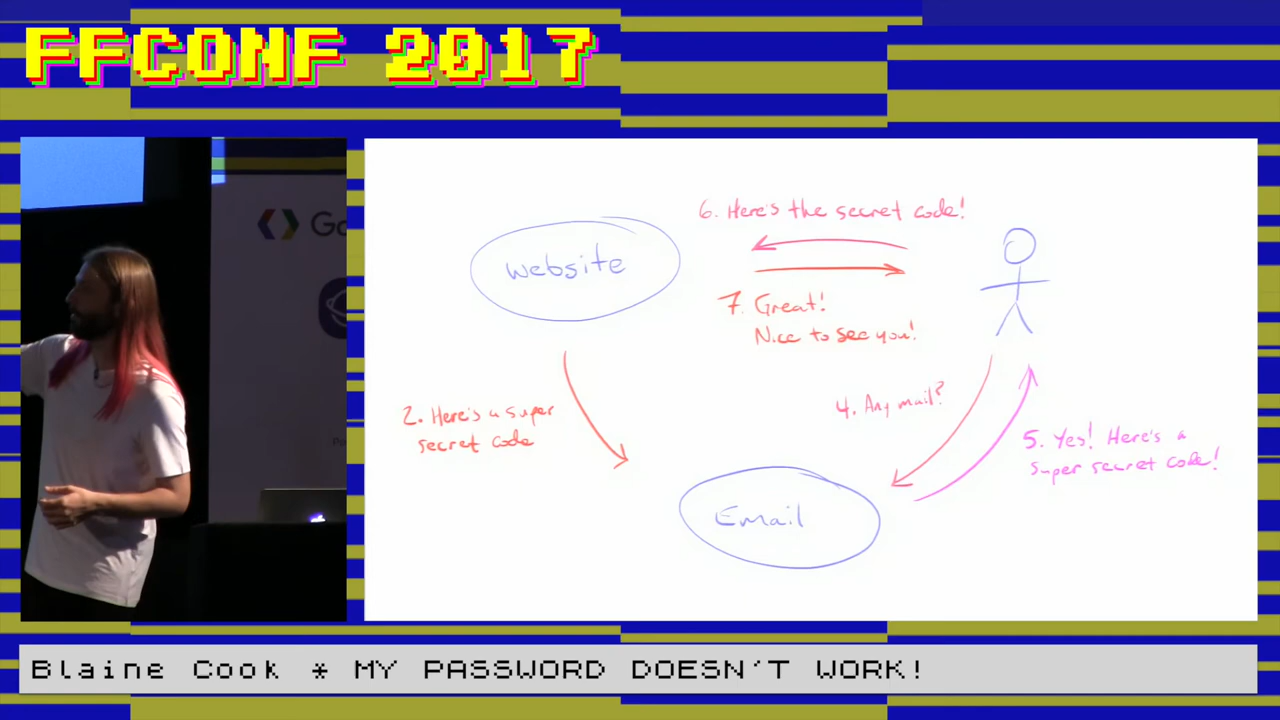 FFCONF 2017
Go
6. Here's the secret code!
Website
7. Great!
Nice to see you!
2. Here's a super
secret code
4. Any mail?
5. Yes! Here's a
super secret code!
Email
Blaine Cook * MY PASSWORD DOESN'T WORK!